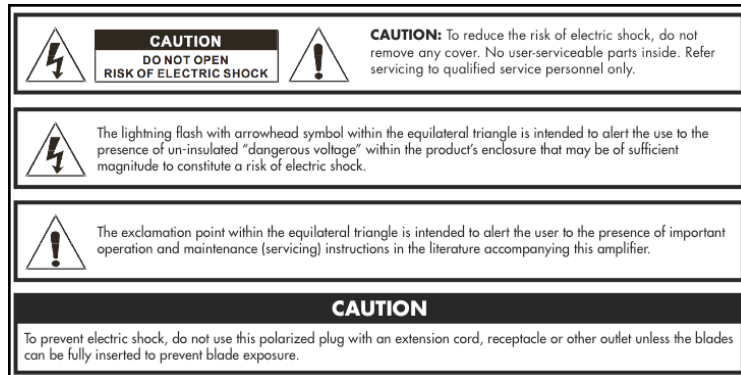 CAUTION
DO NOT OPEN
RISK OF ELECTRIC SHOCK
CAUTION: To reduce the risk of electric shock, do not
remove any cover. No user-serviceable parts inside. Refer
servicing to qualified service personnel only.
The lightning flash with arrowhead symbol within the equilateral triangle is intended to alert the use to the
presence of un-insulated “dangerous voltage” within the product’s enclosure that may be of sufficient
magnitude to constitute a risk of electric shock.
The exclamation point within the equilateral triangle is intended to alert the user to the presence of important
operation and maintenance (servicing) instructions in the literature accompanying this amplifier.
CAUTION
To prevent electric shock, do not use this polarized plug with an extension cord, receptacle or other outlet unless the blades
can be fully inserted to prevent blade exposure.